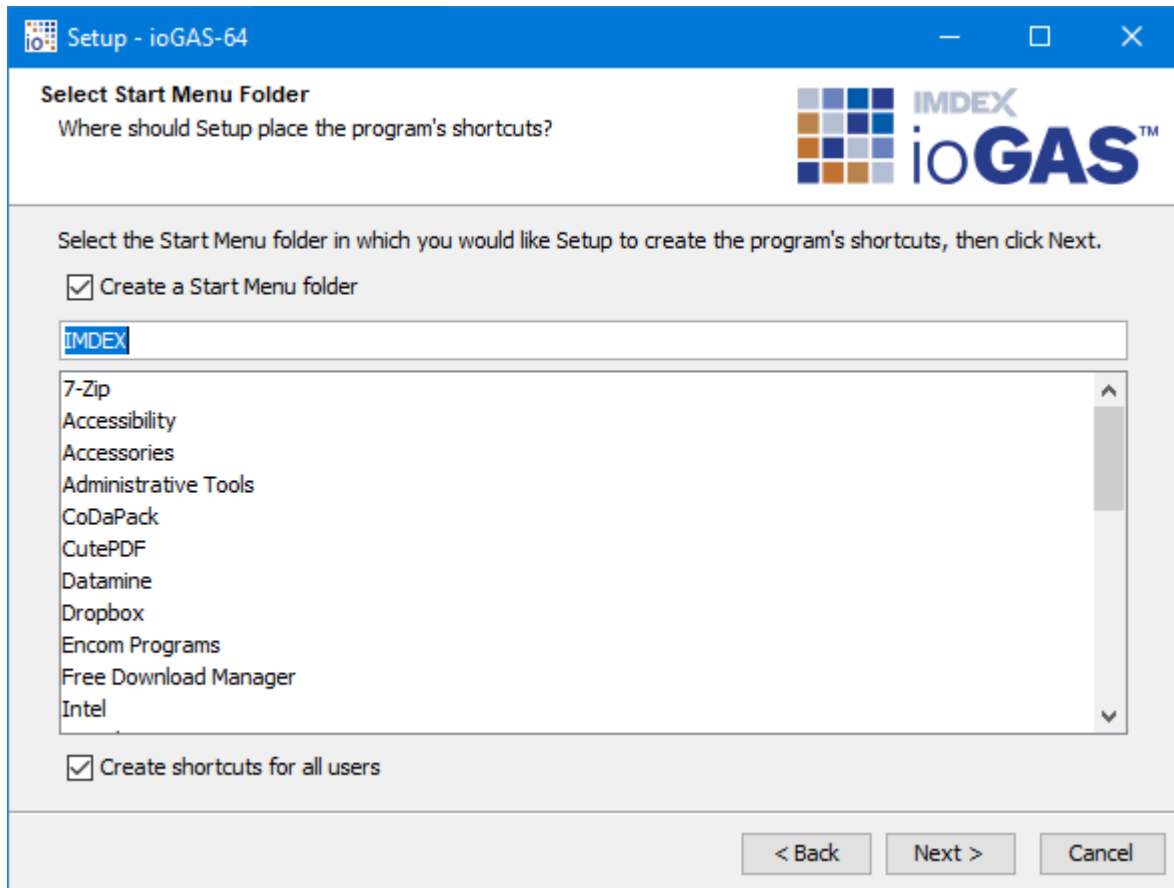 io
Setup - ioGAS-64
Select Start Menu Folder
Where should Setup place the program's shortcuts?
IMDEX
ioGAS™
Select the Start Menu folder in which you would like Setup to create the program's shortcuts, then click Next.
Create a Start Menu folder
IMDEX
7-Zip
Accessibility
Accessories
Administrative Tools
CoDaPack
CutePDF
Datamine
Dropbox
Encom Programs
Free Download Manager
Intel
Create shortcuts for all users
< Back Next > Cancel